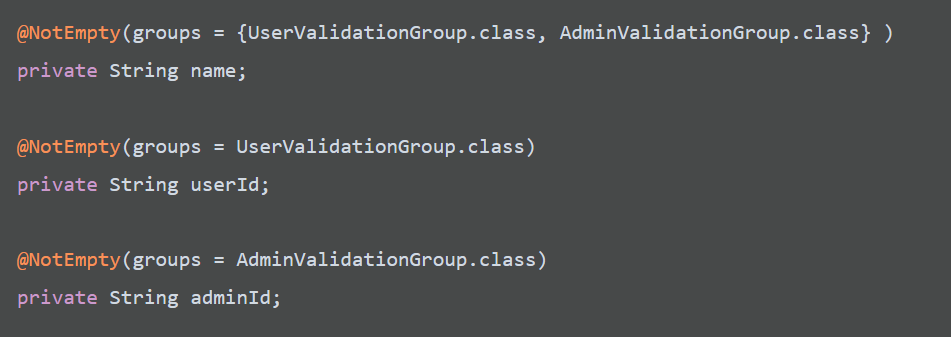 @NotEmpty(groups = {UserValidationGroup.class, AdminValidationGroup.class} )
private String name;
@NotEmpty(groups = UserValidationGroup.class)
private String userId;
@NotEmpty(groups = AdminValidationGroup.class)
private String adminId;